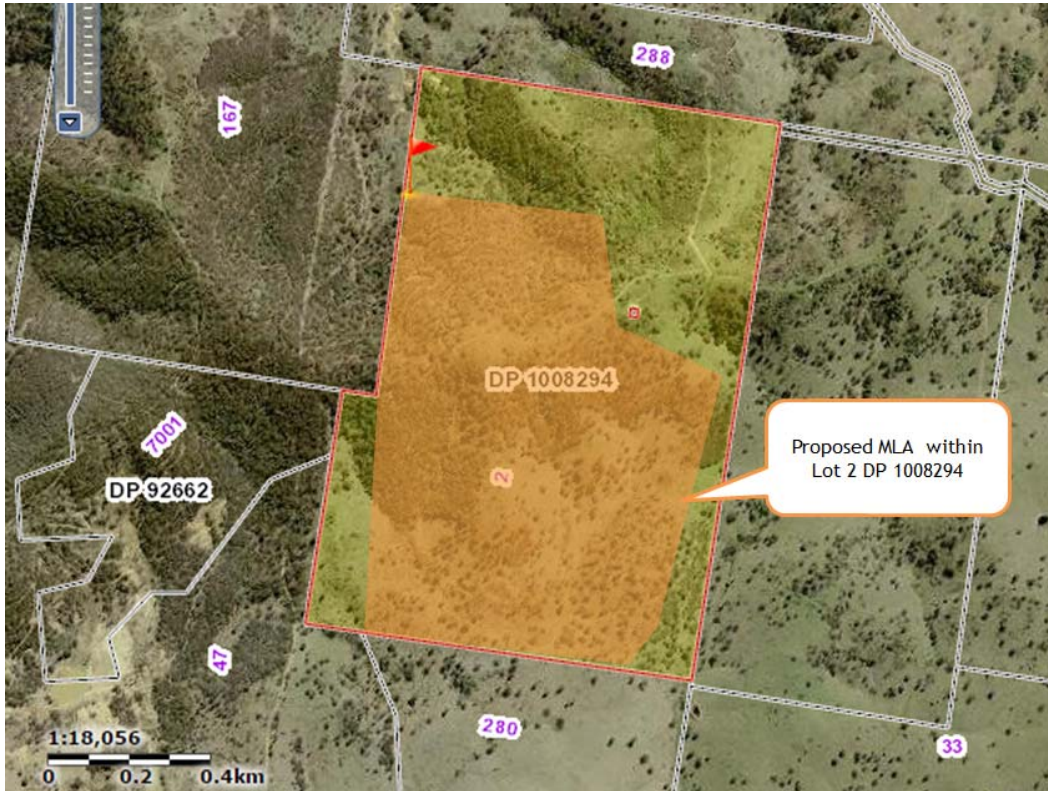 288
167
DP 1008294
7001
DP 92662
2
Proposed MLA within
Lot 2 DP 1008294
47
280
33
1:18,056
0 0.2 0.4km